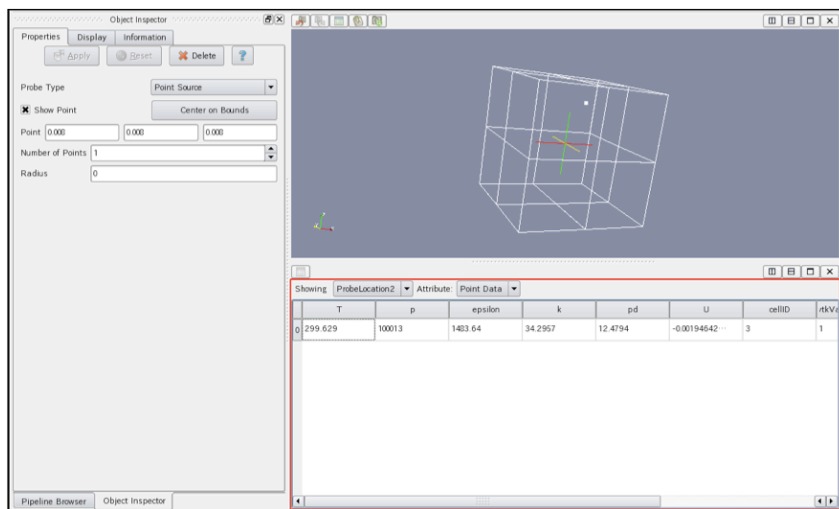 Object Inspector
Properties Display Information
Apply Reset Delete ?
Probe Type Point Source
Show Point Center on Bounds
Point 0.000 0.000 0.000
Number of Points 1
Radius 0
Pipeline Browser Object Inspector
Showing ProbeLocation2 Attribute: Point Data
T p epsilon k pd U cellID
0 299.629 100013 1483.64 34.2957 12.4794 -0.00194642··· 3 1